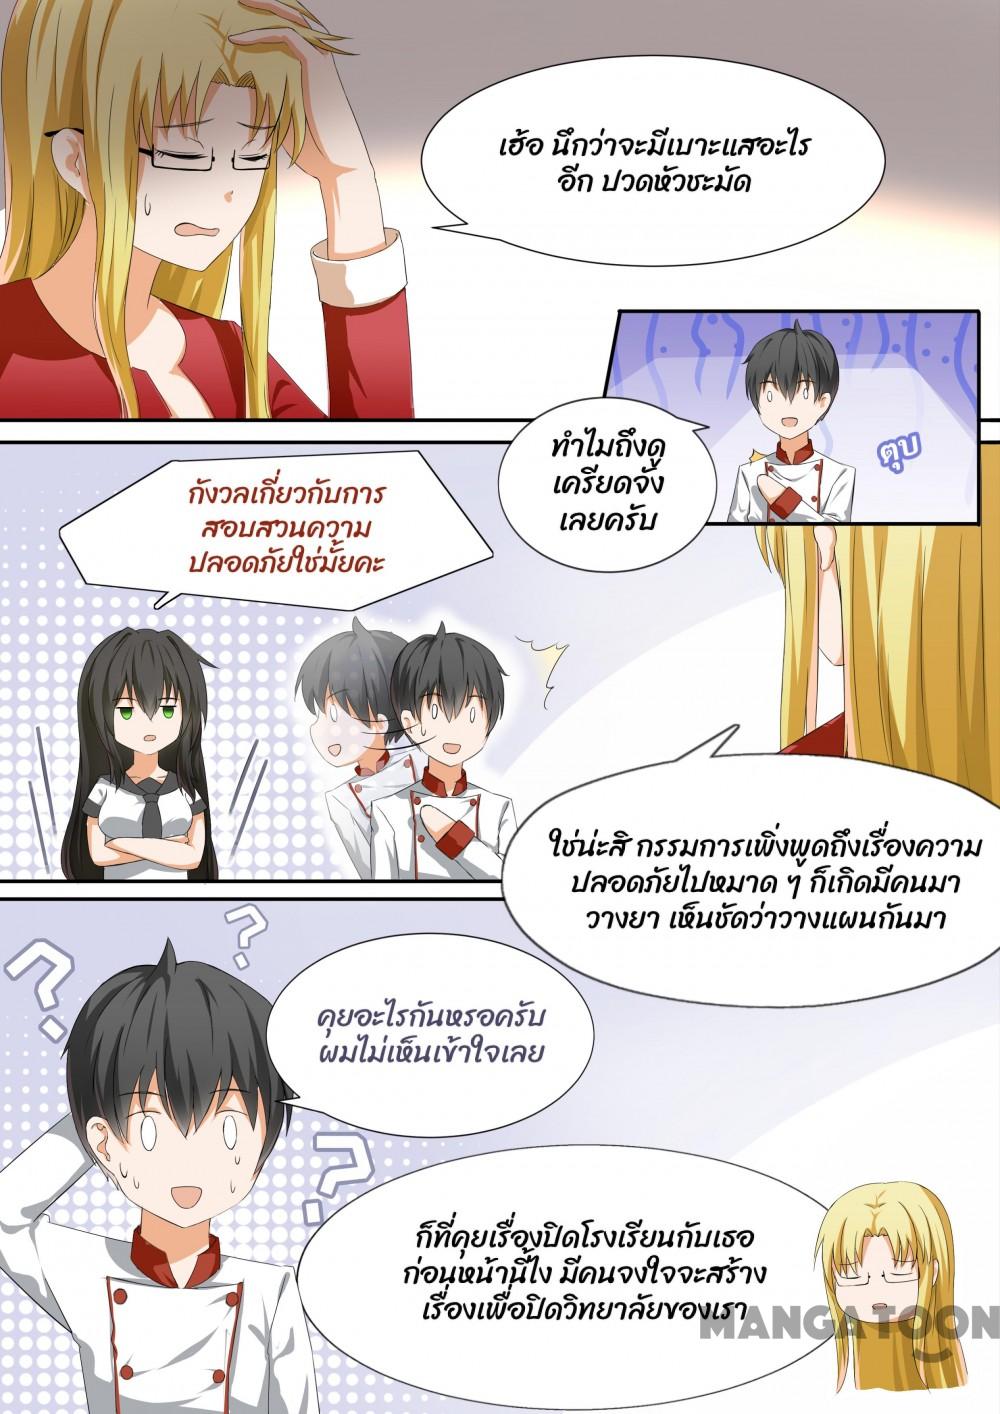 เฮ้อ นึกว่าจะมีเบาะแสอะไร
อีก ปวดหัวชะมัด
ทำไมถึงดู
เครียดจัง
เลยครับ
ตุบ
กังวลเกี่ยวกับการ
สอบสวนความ
ปลอดภัยใช่มั้ยคะ
ใช่น่ะสิ กรรมการเพิ่งพูดถึงเรื่องความ
ปลอดภัยไปหมาด ๆ ก็เกิดมีคนมา
วางยา เห็นชัดว่าวางแผนกันมา
?
?
?
คุยอะไรกันหรอครับ
ผมไม่เห็นเข้าใจเลย
ก็ที่คุยเรื่องปิดโรงเรียนกับเธอ
ก่อนหน้านี้ไง มีคนจงใจจะสร้าง
เรื่องเพื่อปิดวิทยาลัยของเรา
MANGATOON